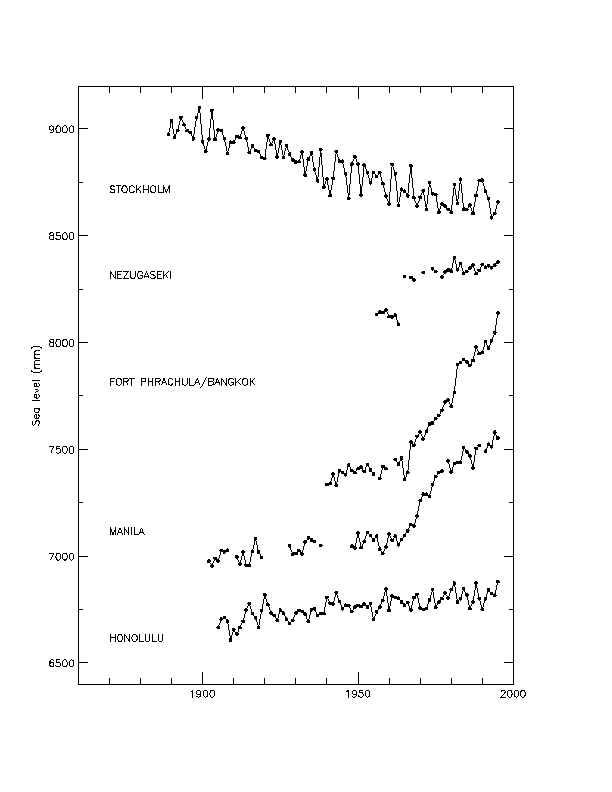 9000
STOCKHOLM
8500
NEZUGASEKI
8000
FORT PHRACHULA/BANGKOK
Sea level (mm)
7500
MANILA
7000
HONOLULU
6500
1900 1950 2000